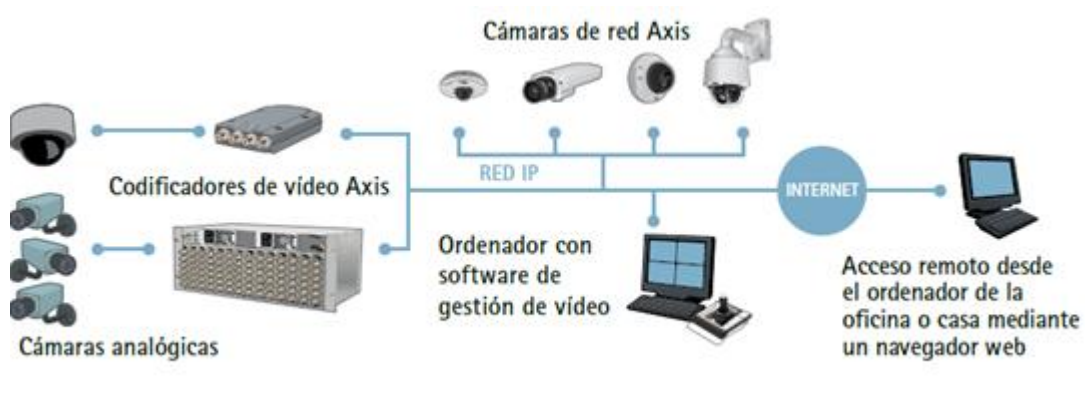 Cámaras de red Axis
RED IP
Codificadores de vídeo Axis
INTERNET
Ordenador con
software de
gestión de vídeo
Acceso remoto desde
el ordenador de la
oficina o casa mediante
un navegador web
Cámaras analógicas